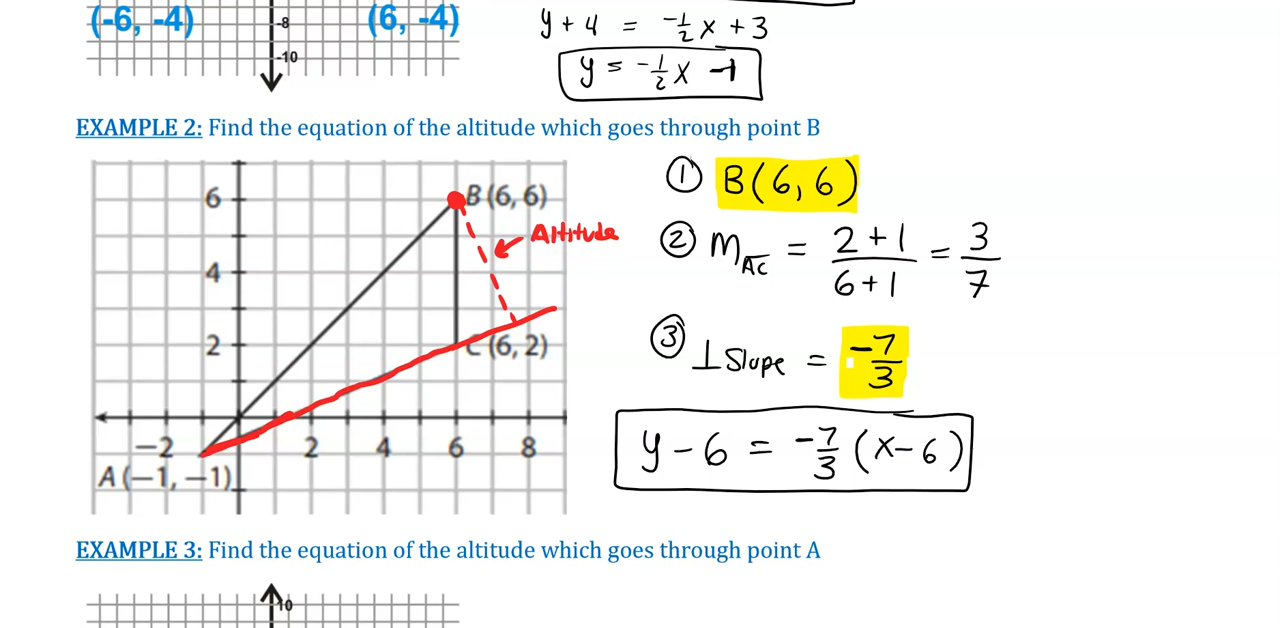 (-6, -4)
(6, -4)
-8
-10
y + 4 = -1/2 x + 3
y = -1/2 x - 1
EXAMPLE 2: Find the equation of the altitude which goes through point B
6
4
2
−2
2
4
6
8
B (6, 6)
Altitude
C (6, 2)
A (−1, −1)
① B(6, 6)
② m AC = 2+1/6+1 = 3/7
③ ⊥ Slope = -7/3
y - 6 = -7/3 (x - 6)
EXAMPLE 3: Find the equation of the altitude which goes through point A
10